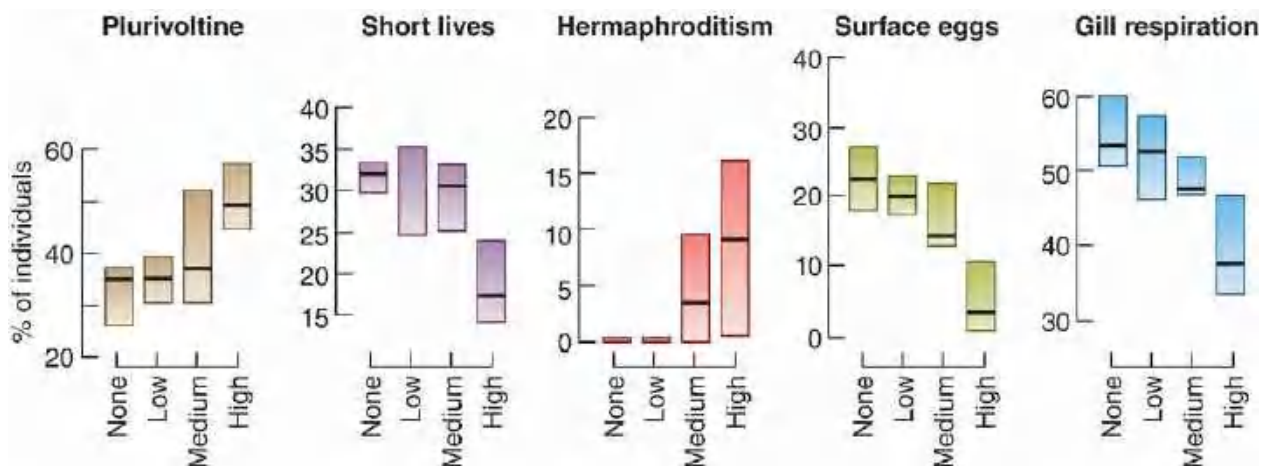 Plurivoltine
Short lives
Hermaphroditism
Surface eggs
Gill respiration
% of individuals
60
40
20
None
Low
Medium
High
40
35
30
25
20
15
None
Low
Medium
High
20
15
10
5
0
None
Low
Medium
High
40
30
20
10
0
None
Low
Medium
High
60
50
40
30
None
Low
Medium
High